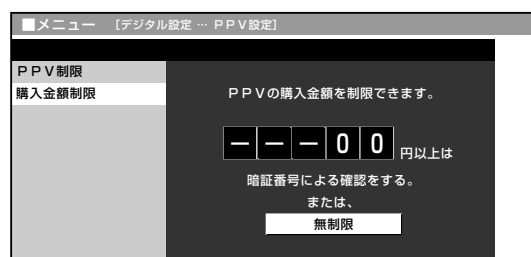 ■メニュー [デジタル設定 … ＰＰＶ設定]
ＰＰＶ制限
購入金額制限
ＰＰＶの購入金額を制限できます。
－－－００ 円以上は
暗証番号による確認をする。
または、
無制限